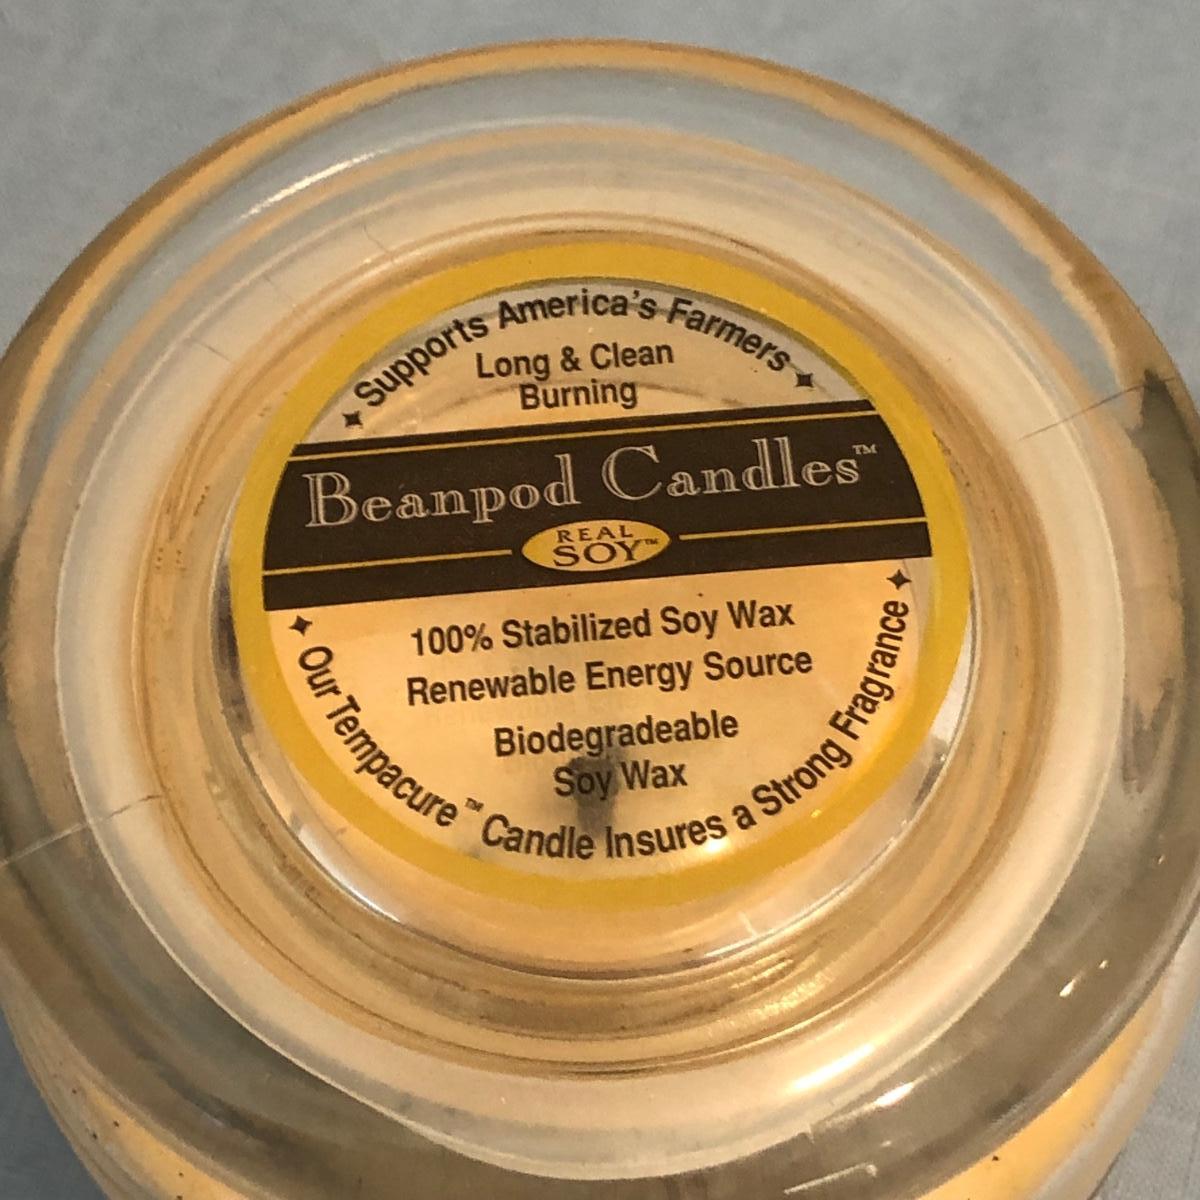 Supports America's Farmers
Long & Clean
Burning
Beanpod Candles™
REAL
SOY™
100% Stabilized Soy Wax
Renewable Energy Source
Biodegradeable
Soy Wax
Our Tempacure™ Candle Insures a Strong Fragrance